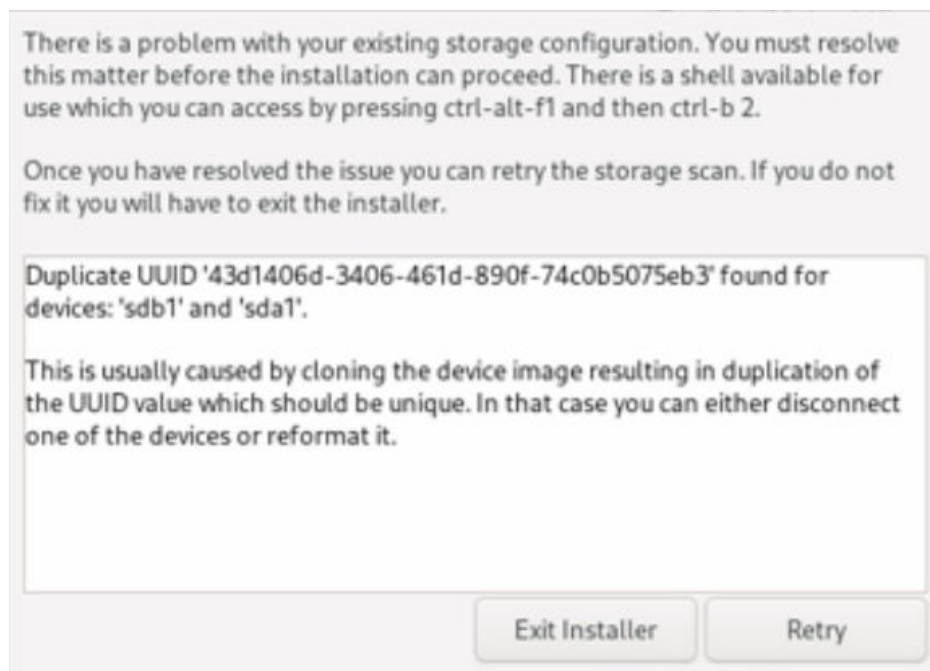 There is a problem with your existing storage configuration. You must resolve
this matter before the installation can proceed. There is a shell available for
use which you can access by pressing ctrl-alt-f1 and then ctrl-b 2.
Once you have resolved the issue you can retry the storage scan. If you do not
fix it you will have to exit the installer.
Duplicate UUID '43d1406d-3406-461d-890f-74c0b5075eb3' found for
devices: 'sdb1' and 'sda1'.
This is usually caused by cloning the device image resulting in duplication of
the UUID value which should be unique. In that case you can either disconnect
one of the devices or reformat it.
Exit Installer
Retry